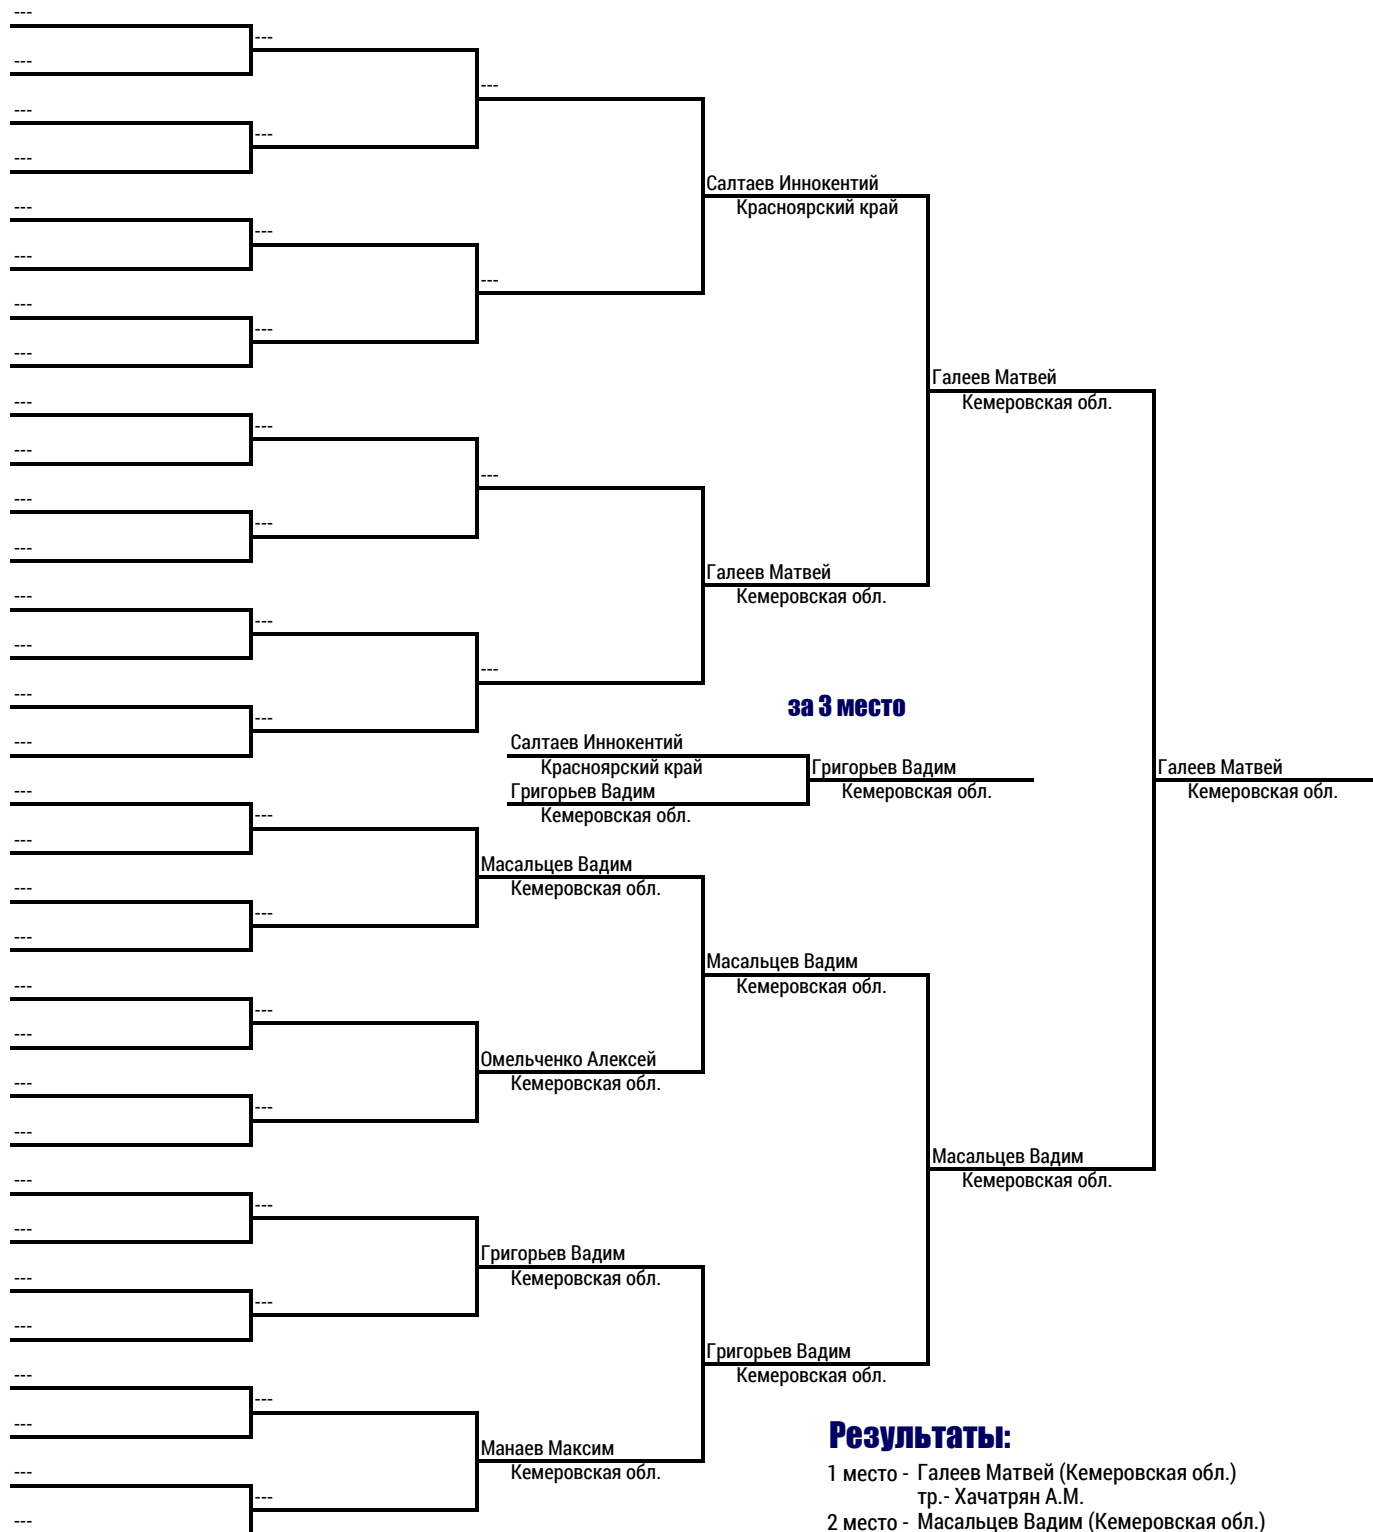 ---
---
---
---
---
---
---
Салтаев Иннокентий
Красноярский край
---
---
---
---
---
---
---
---
Галеев Матвей
Кемеровская обл.
---
---
---
---
---
---
---
Галеев Матвей
Кемеровская обл.
---
---
---
---
---
---
---
за 3 место
Салтаев Иннокентий
Красноярский край
Григорьев Вадим
Кемеровская обл.
Григорьев Вадим
Кемеровская обл.
Галеев Матвей
Кемеровская обл.
---
---
---
Масальцев Вадим
Кемеровская обл.
---
---
---
Масальцев Вадим
Кемеровская обл.
---
---
---
Омельченко Алексей
Кемеровская обл.
---
---
---
Масальцев Вадим
Кемеровская обл.
---
---
---
Григорьев Вадим
Кемеровская обл.
---
---
---
Григорьев Вадим
Кемеровская обл.
---
---
---
Манаев Максим
Кемеровская обл.
---
---
---
Результаты:
1 место - Галеев Матвей (Кемеровская обл.)
тр.- Хачатрян А.М.
2 место - Масальцев Вадим (Кемеровская обл.)